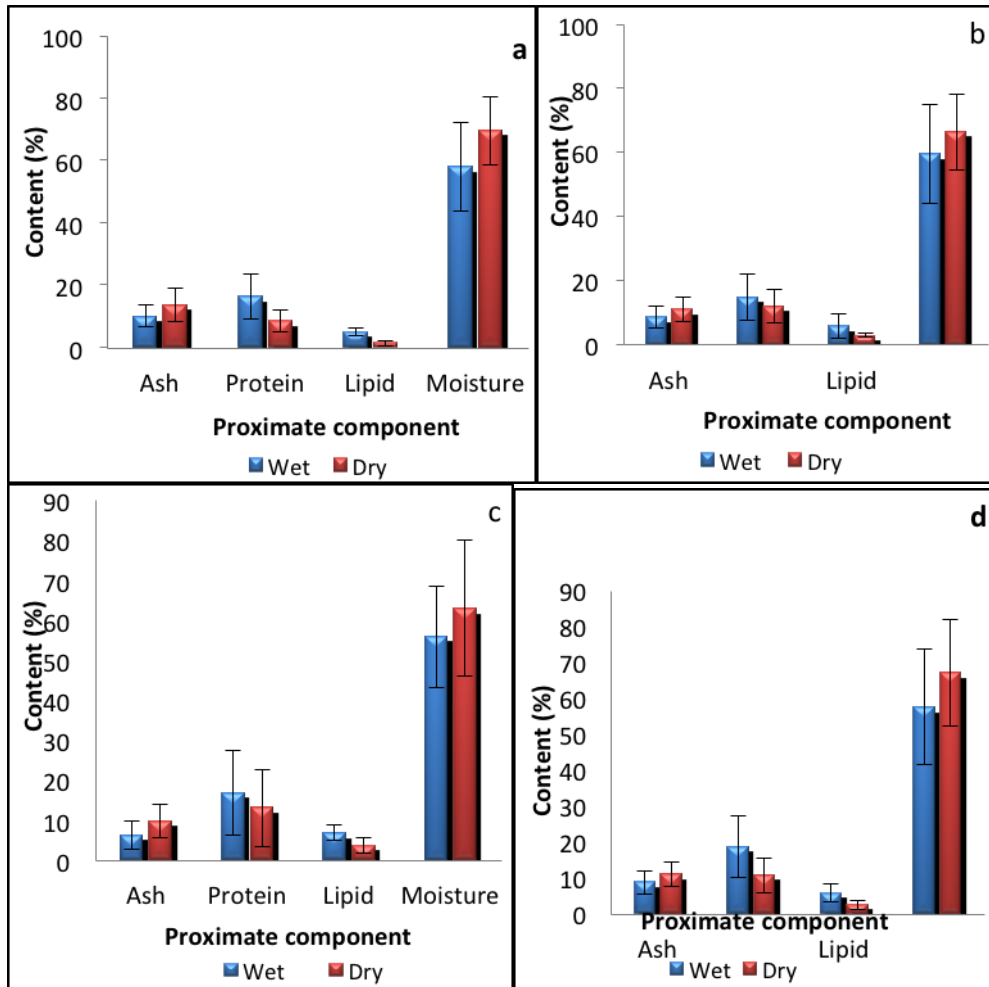 a
Content (%)
100
80
60
40
20
0
Ash Protein Lipid Moisture
Proximate component
Wet Dry
b
Content (%)
100
80
60
40
20
0
Ash Lipid
Proximate component
Wet Dry
c
Content (%)
90
80
70
60
50
40
30
20
10
0
Ash Protein Lipid Moisture
Proximate component
Wet Dry
d
Content (%)
90
80
70
60
50
40
30
20
10
0
Proximate component
Ash Lipid
Wet Dry